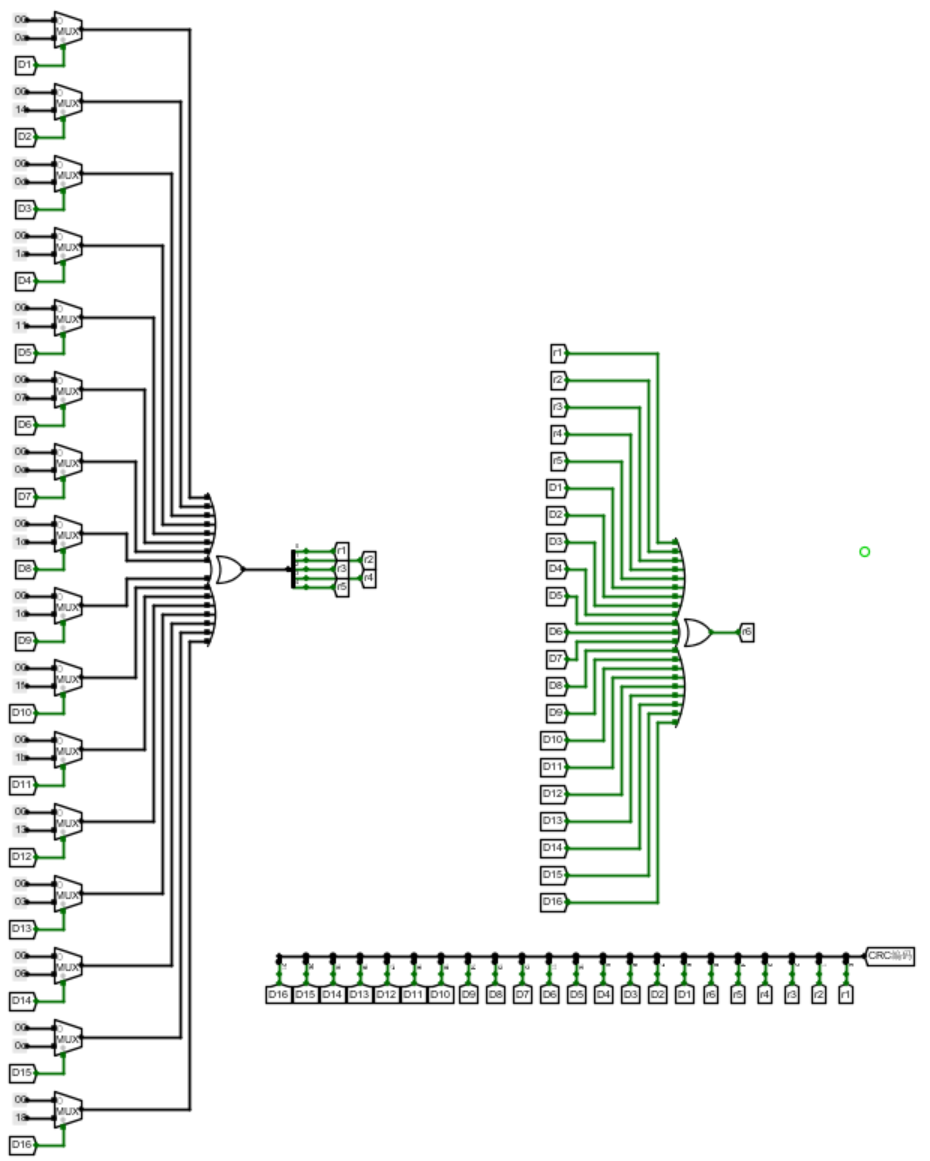 00
0a
MUX
D1
00
14
MUX
D2
00
0d
MUX
D3
00
1a
MUX
D4
00
11
MUX
D5
00
07
MUX
D6
00
0e
MUX
D7
00
1c
MUX
D8
00
1d
MUX
D9
00
1f
MUX
D10
00
1b
MUX
D11
00
13
MUX
D12
00
03
MUX
D13
00
06
MUX
D14
00
0c
MUX
D15
00
18
MUX
D16
r1
r2
r3
r4
r5
r1
r2
r3
r4
r5
D1
D2
D3
D4
D5
D6
D7
D8
D9
D10
D11
D12
D13
D14
D15
D16
r6
CRC编码
D16 D15 D14 D13 D12 D11 D10 D9 D8 D7 D6 D5 D4 D3 D2 D1 r6 r5 r4 r3 r2 r1